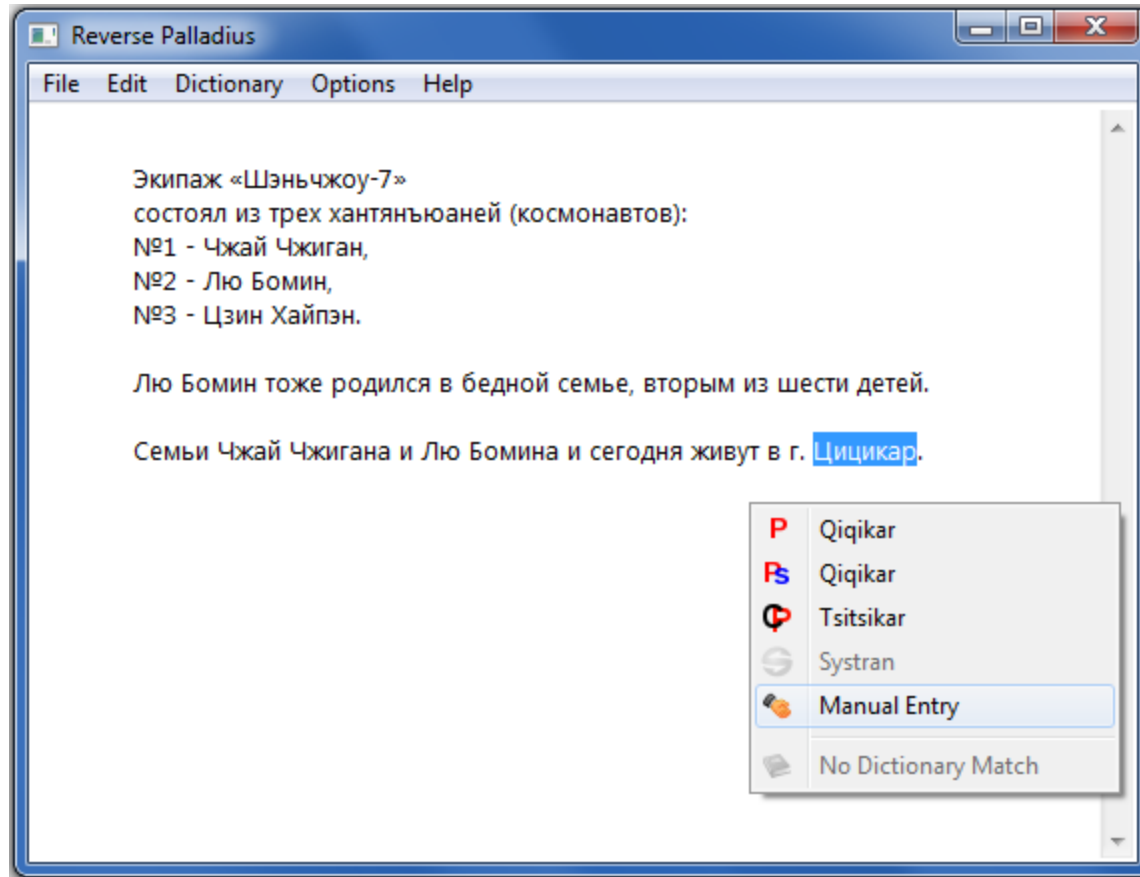 Reverse Palladius
File Edit Dictionary Options Help
Экипаж «Шэньчжоу-7»
состоял из трех хантянъюаней (космонавтов):
№1 - Чжай Чжиган,
№2 - Лю Бомин,
№3 - Цзин Хайпэн.
Лю Бомин тоже родился в бедной семье, вторым из шести детей.
Семьи Чжай Чжигана и Лю Бомина и сегодня живут в г. Цицикар.
P Qiqikar
Ps Qiqikar
CP Tsitsikar
S Systran
Manual Entry
No Dictionary Match